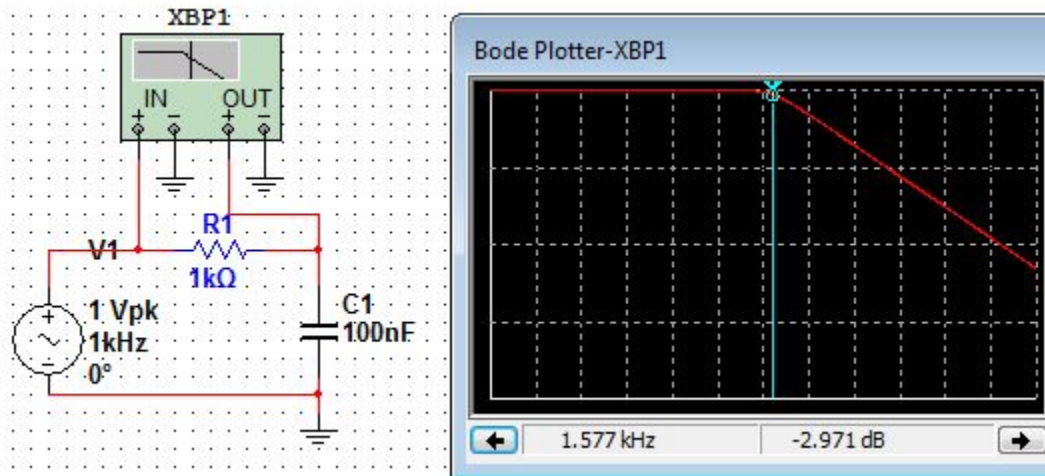 XBP1
IN OUT
+ − + −
V1
R1
1kΩ
1 Vpk
1kHz
0°
+
−
C1
100nF
Bode Plotter-XBP1
1
1.577 kHz
-2.971 dB